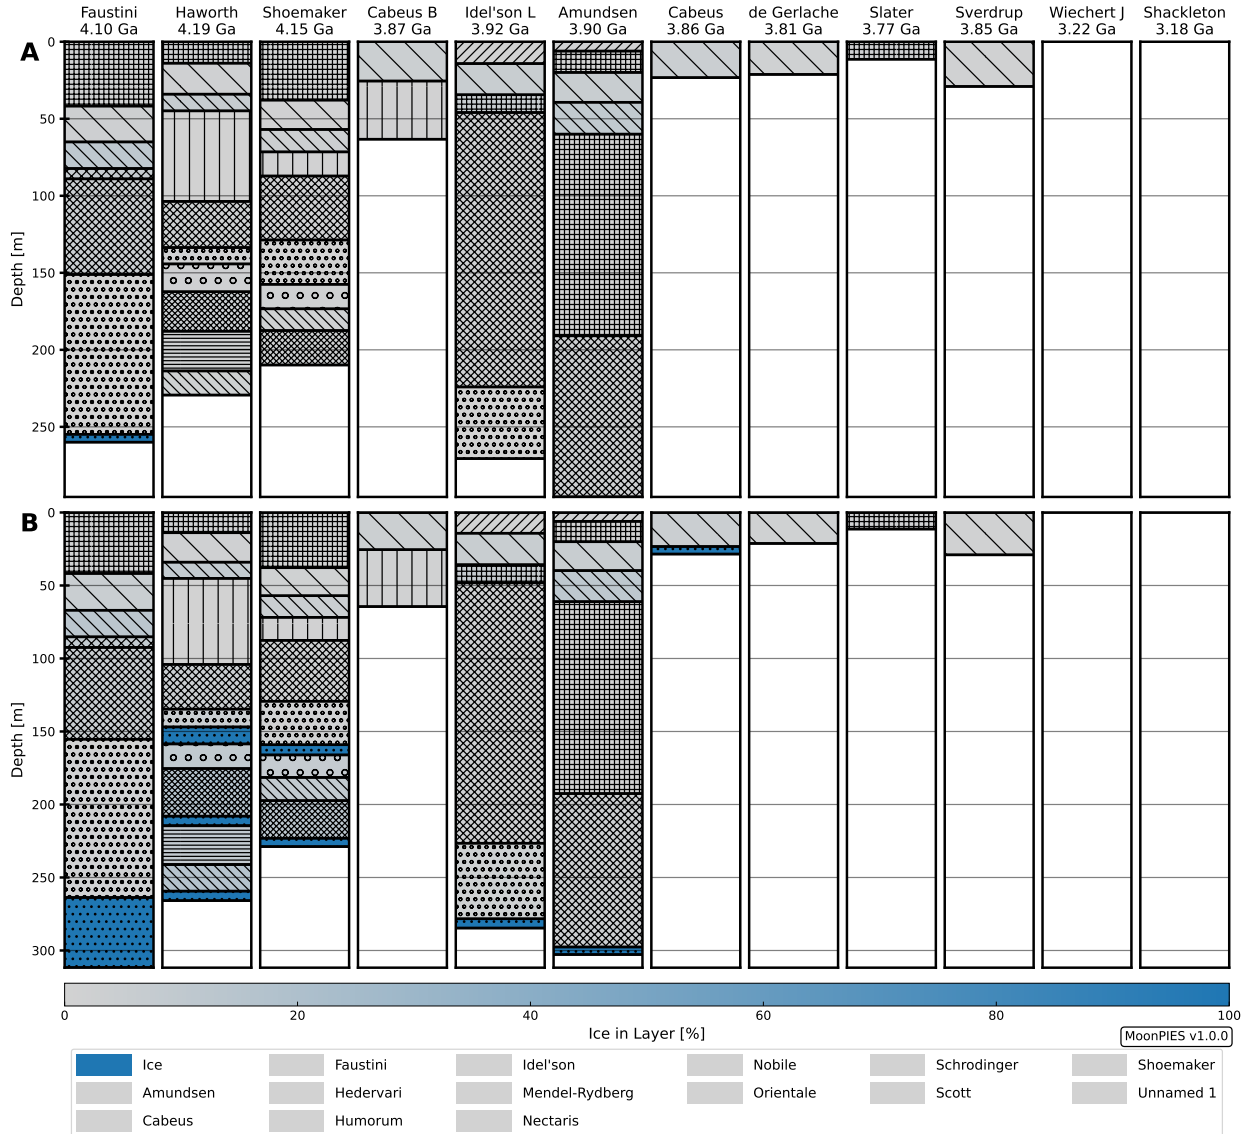 Faustini Haworth Shoemaker Cabeus B Idel'son L Amundsen Cabeus de Gerlache Slater Sverdrup Wiechert J Shackleton
4.10 Ga 4.19 Ga 4.15 Ga 3.87 Ga 3.92 Ga 3.90 Ga 3.86 Ga 3.81 Ga 3.77 Ga 3.85 Ga 3.22 Ga 3.18 Ga
A
0
50
100
150
200
250
Depth [m]
B
0
50
100
150
200
250
300
Depth [m]
0 20 40 60 80 100
Ice in Layer [%]
MoonPIES v1.0.0
Ice Faustini Idel'son Nobile Schrodinger Shoemaker
Amundsen Hedervari Mendel-Rydberg Orientale Scott Unnamed 1
Cabeus Humorum Nectaris